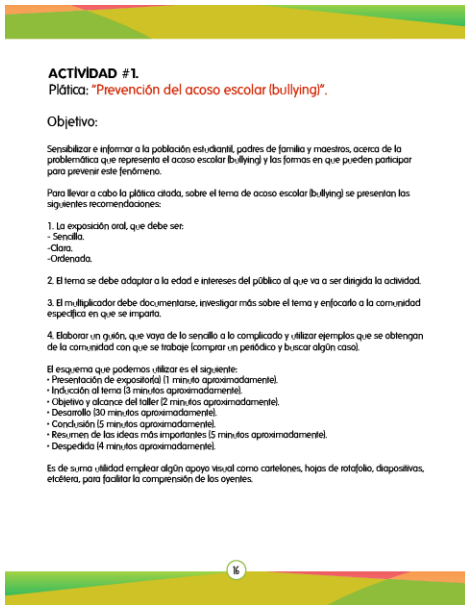 ACTIVIDAD #1.
Plática: “Prevención del acoso escolar (bullying)”.
Objetivo:
Sensibilizar e informar a la población estudiantil, padres de familia y maestros, acerca de la
problemática que representa el acoso escolar (bullying) y las formas en que pueden participar
para prevenir este fenómeno.
Para llevar a cabo la plática citada, sobre el tema de acoso escolar (bullying) se presentan las
siguientes recomendaciones:
1. La exposición oral, que debe ser:
- Sencilla.
-Clara.
-Ordenada.
2. El tema se debe adaptar a la edad e intereses del público al que va a ser dirigida la actividad.
3. El multiplicador debe documentarse, investigar más sobre el tema y enfocarlo a la comunidad
específica en que se imparta.
4. Elaborar un guión, que vaya de lo sencillo a lo complicado y utilizar ejemplos que se obtengan
de la comunidad con que se trabaje (comprar un periódico y buscar algún caso).
El esquema que podemos utilizar es el siguiente:
• Presentación de expositor(a) (1 minuto aproximadamente).
• Inducción al tema (3 minutos aproximadamente).
• Objetivo y alcance del taller (2 minutos aproximadamente).
• Desarrollo (30 minutos aproximadamente).
• Conclusión (5 minutos aproximadamente).
• Resumen de las ideas más importantes (5 minutos aproximadamente).
• Despedida (4 minutos aproximadamente).
Es de suma utilidad emplear algún apoyo visual como cartelones, hojas de rotafolio, diapositivas,
etcétera, para facilitar la comprensión de los oyentes.
16